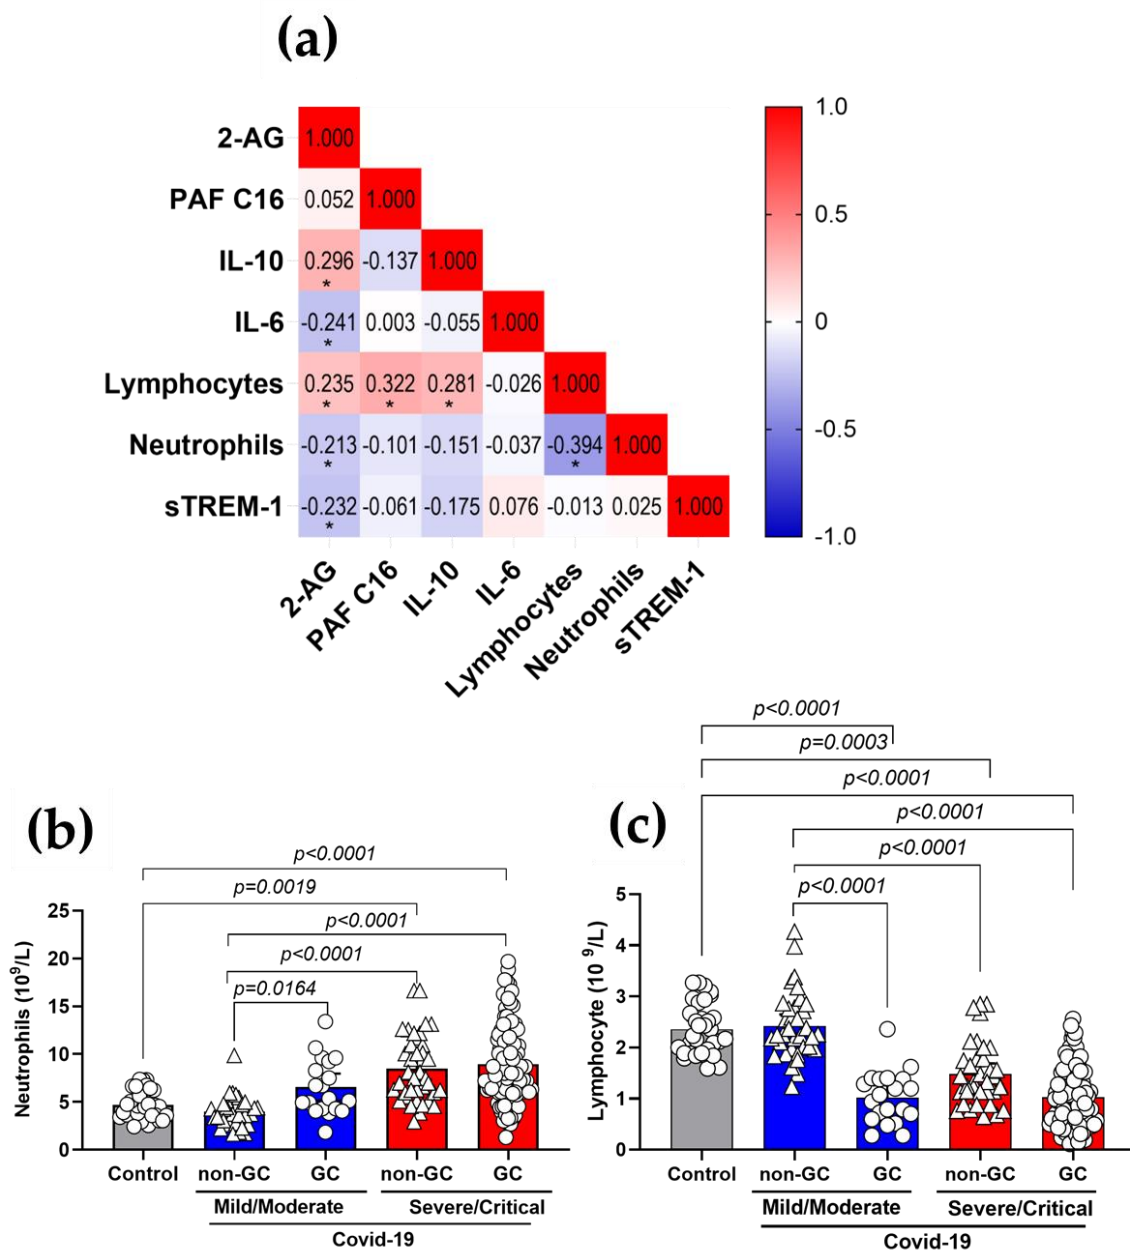 (a)
2-AG 1.000
PAF C16 0.052 1.000
IL-10 0.296 -0.137 1.000
*
IL-6 -0.241 0.003 -0.055 1.000
*
Lymphocytes 0.235 0.322 0.281 -0.026 1.000
* * *
Neutrophils -0.213 -0.101 -0.151 -0.037 -0.394 1.000
* *
sTREM-1 -0.232 -0.061 -0.175 0.076 -0.013 0.025 1.000
*
2-AG PAF C16 IL-10 IL-6 Lymphocytes Neutrophils sTREM-1
1.0
0.5
0
-0.5
-1.0
(b)
p<0.0001
p=0.0019
p<0.0001
p<0.0001
p=0.0164
Neutrophils (10^9/L)
25
20
15
10
5
0
Control non-GC GC non-GC GC
Mild/Moderate Severe/Critical
Covid-19
(c)
p<0.0001
p=0.0003
p<0.0001
p<0.0001
p<0.0001
p<0.0001
Lymphocyte (10 ^9/L)
5
4
3
2
1
0
Control non-GC GC non-GC GC
Mild/Moderate Severe/Critical
Covid-19